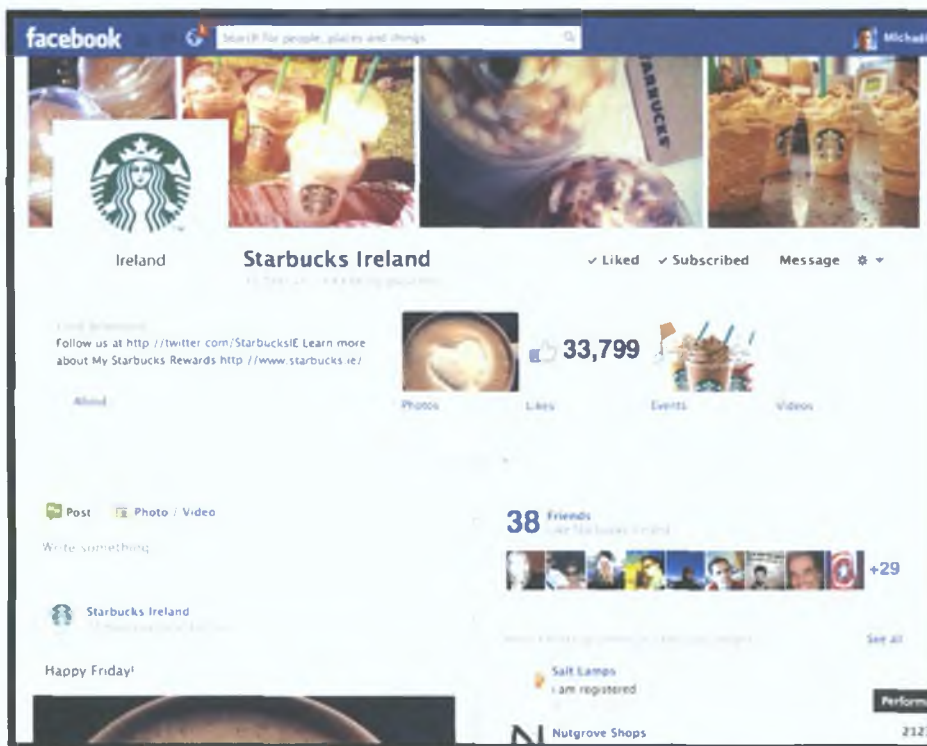 facebook
Search for people, places and things
STARBUCKS
Ireland
Starbucks Ireland
✓ Liked ✓ Subscribed Message
Follow us at http //twitter com/StarbucksIE Learn more
about My Starbucks Rewards http //www starbucks ie/
About
33,799
Photos Likes Events Videos
Post Photo / Video
Write something
38 Friends
+29
Starbucks Ireland
See all
Happy Friday!
Salt Lamps
i am registered
Nutgrove Shops